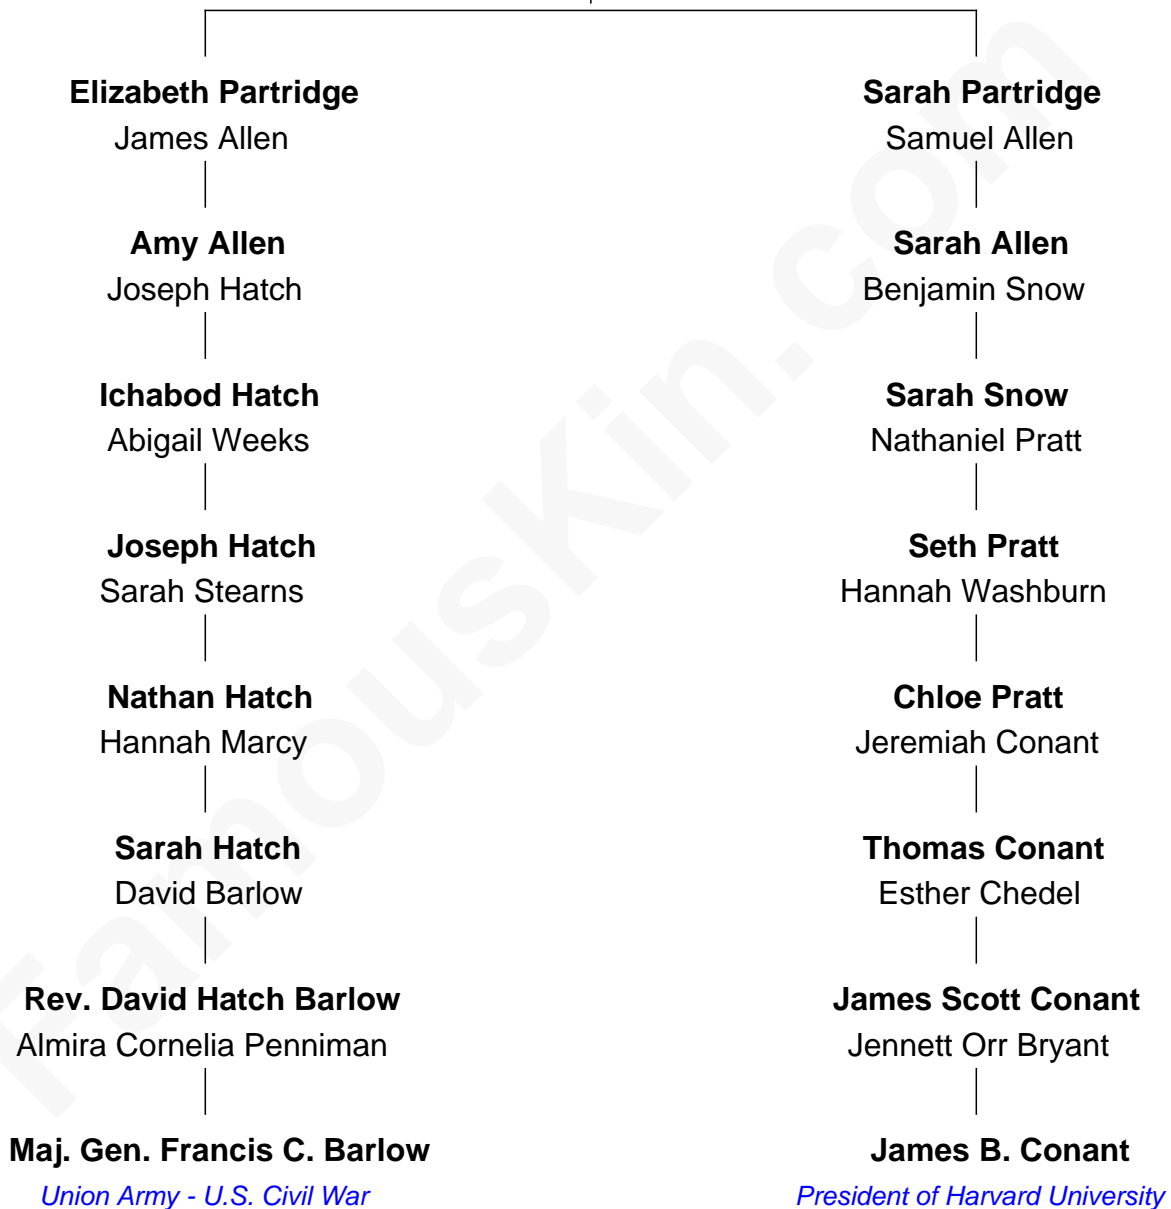 Elizabeth Partridge
James Allen
Sarah Partridge
Samuel Allen
Amy Allen
Joseph Hatch
Sarah Allen
Benjamin Snow
Ichabod Hatch
Abigail Weeks
Sarah Snow
Nathaniel Pratt
Joseph Hatch
Sarah Stearns
Seth Pratt
Hannah Washburn
Nathan Hatch
Hannah Marcy
Chloe Pratt
Jeremiah Conant
Sarah Hatch
David Barlow
Thomas Conant
Esther Chedel
Rev. David Hatch Barlow
Almira Cornelia Penniman
James Scott Conant
Jennett Orr Bryant
Maj. Gen. Francis C. Barlow
Union Army - U.S. Civil War
James B. Conant
President of Harvard University
FamousKin.com